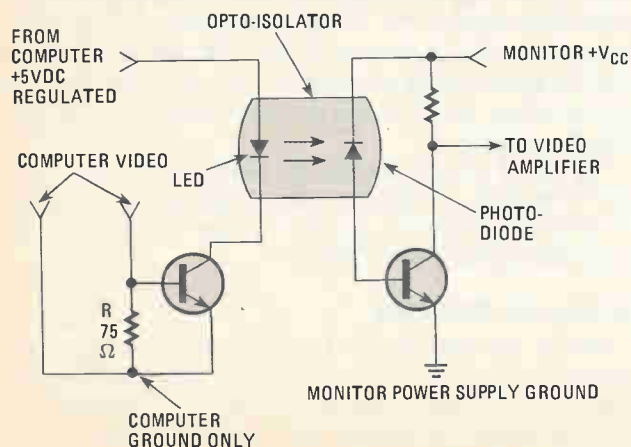 OPTO-ISOLATOR
FROM
COMPUTER
+5VDC
REGULATED
MONITOR +VCC
COMPUTER VIDEO
LED
TO VIDEO
AMPLIFIER
PHOTO-
DIODE
R
75
Ω
MONITOR POWER SUPPLY GROUND
COMPUTER
GROUND ONLY